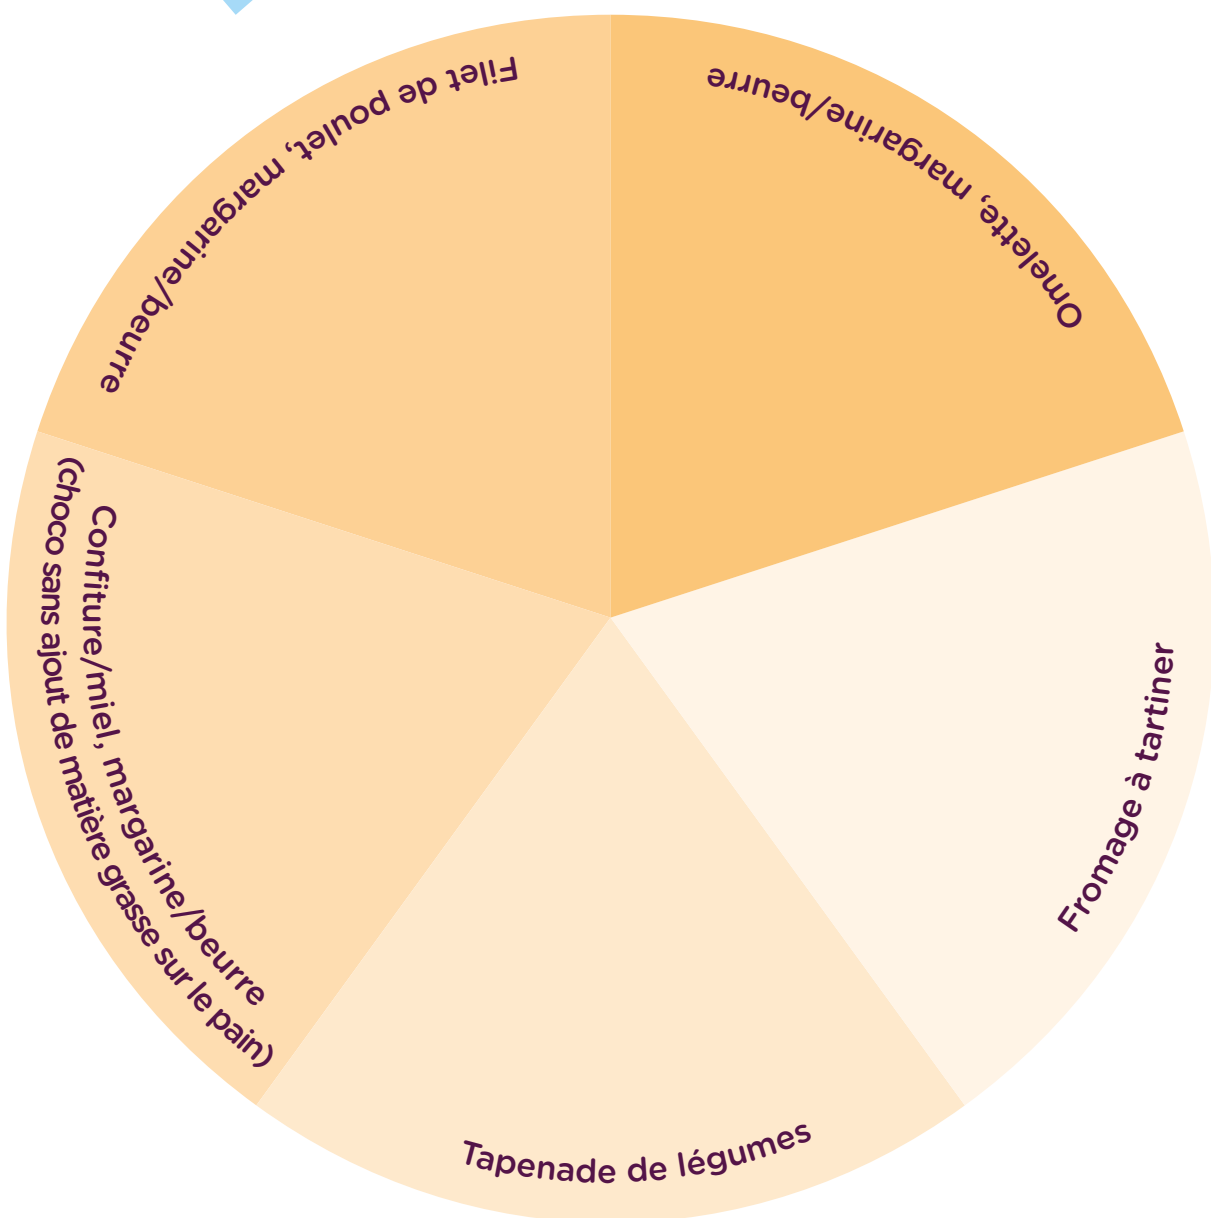 Omelette, margarine/beurre
Fromage à tartiner
Tapenade de légumes
Confiture/miel, margarine/beurre
(choco sans ajout de matière grasse sur le pain)
Filet de poulet, margarine/beurre